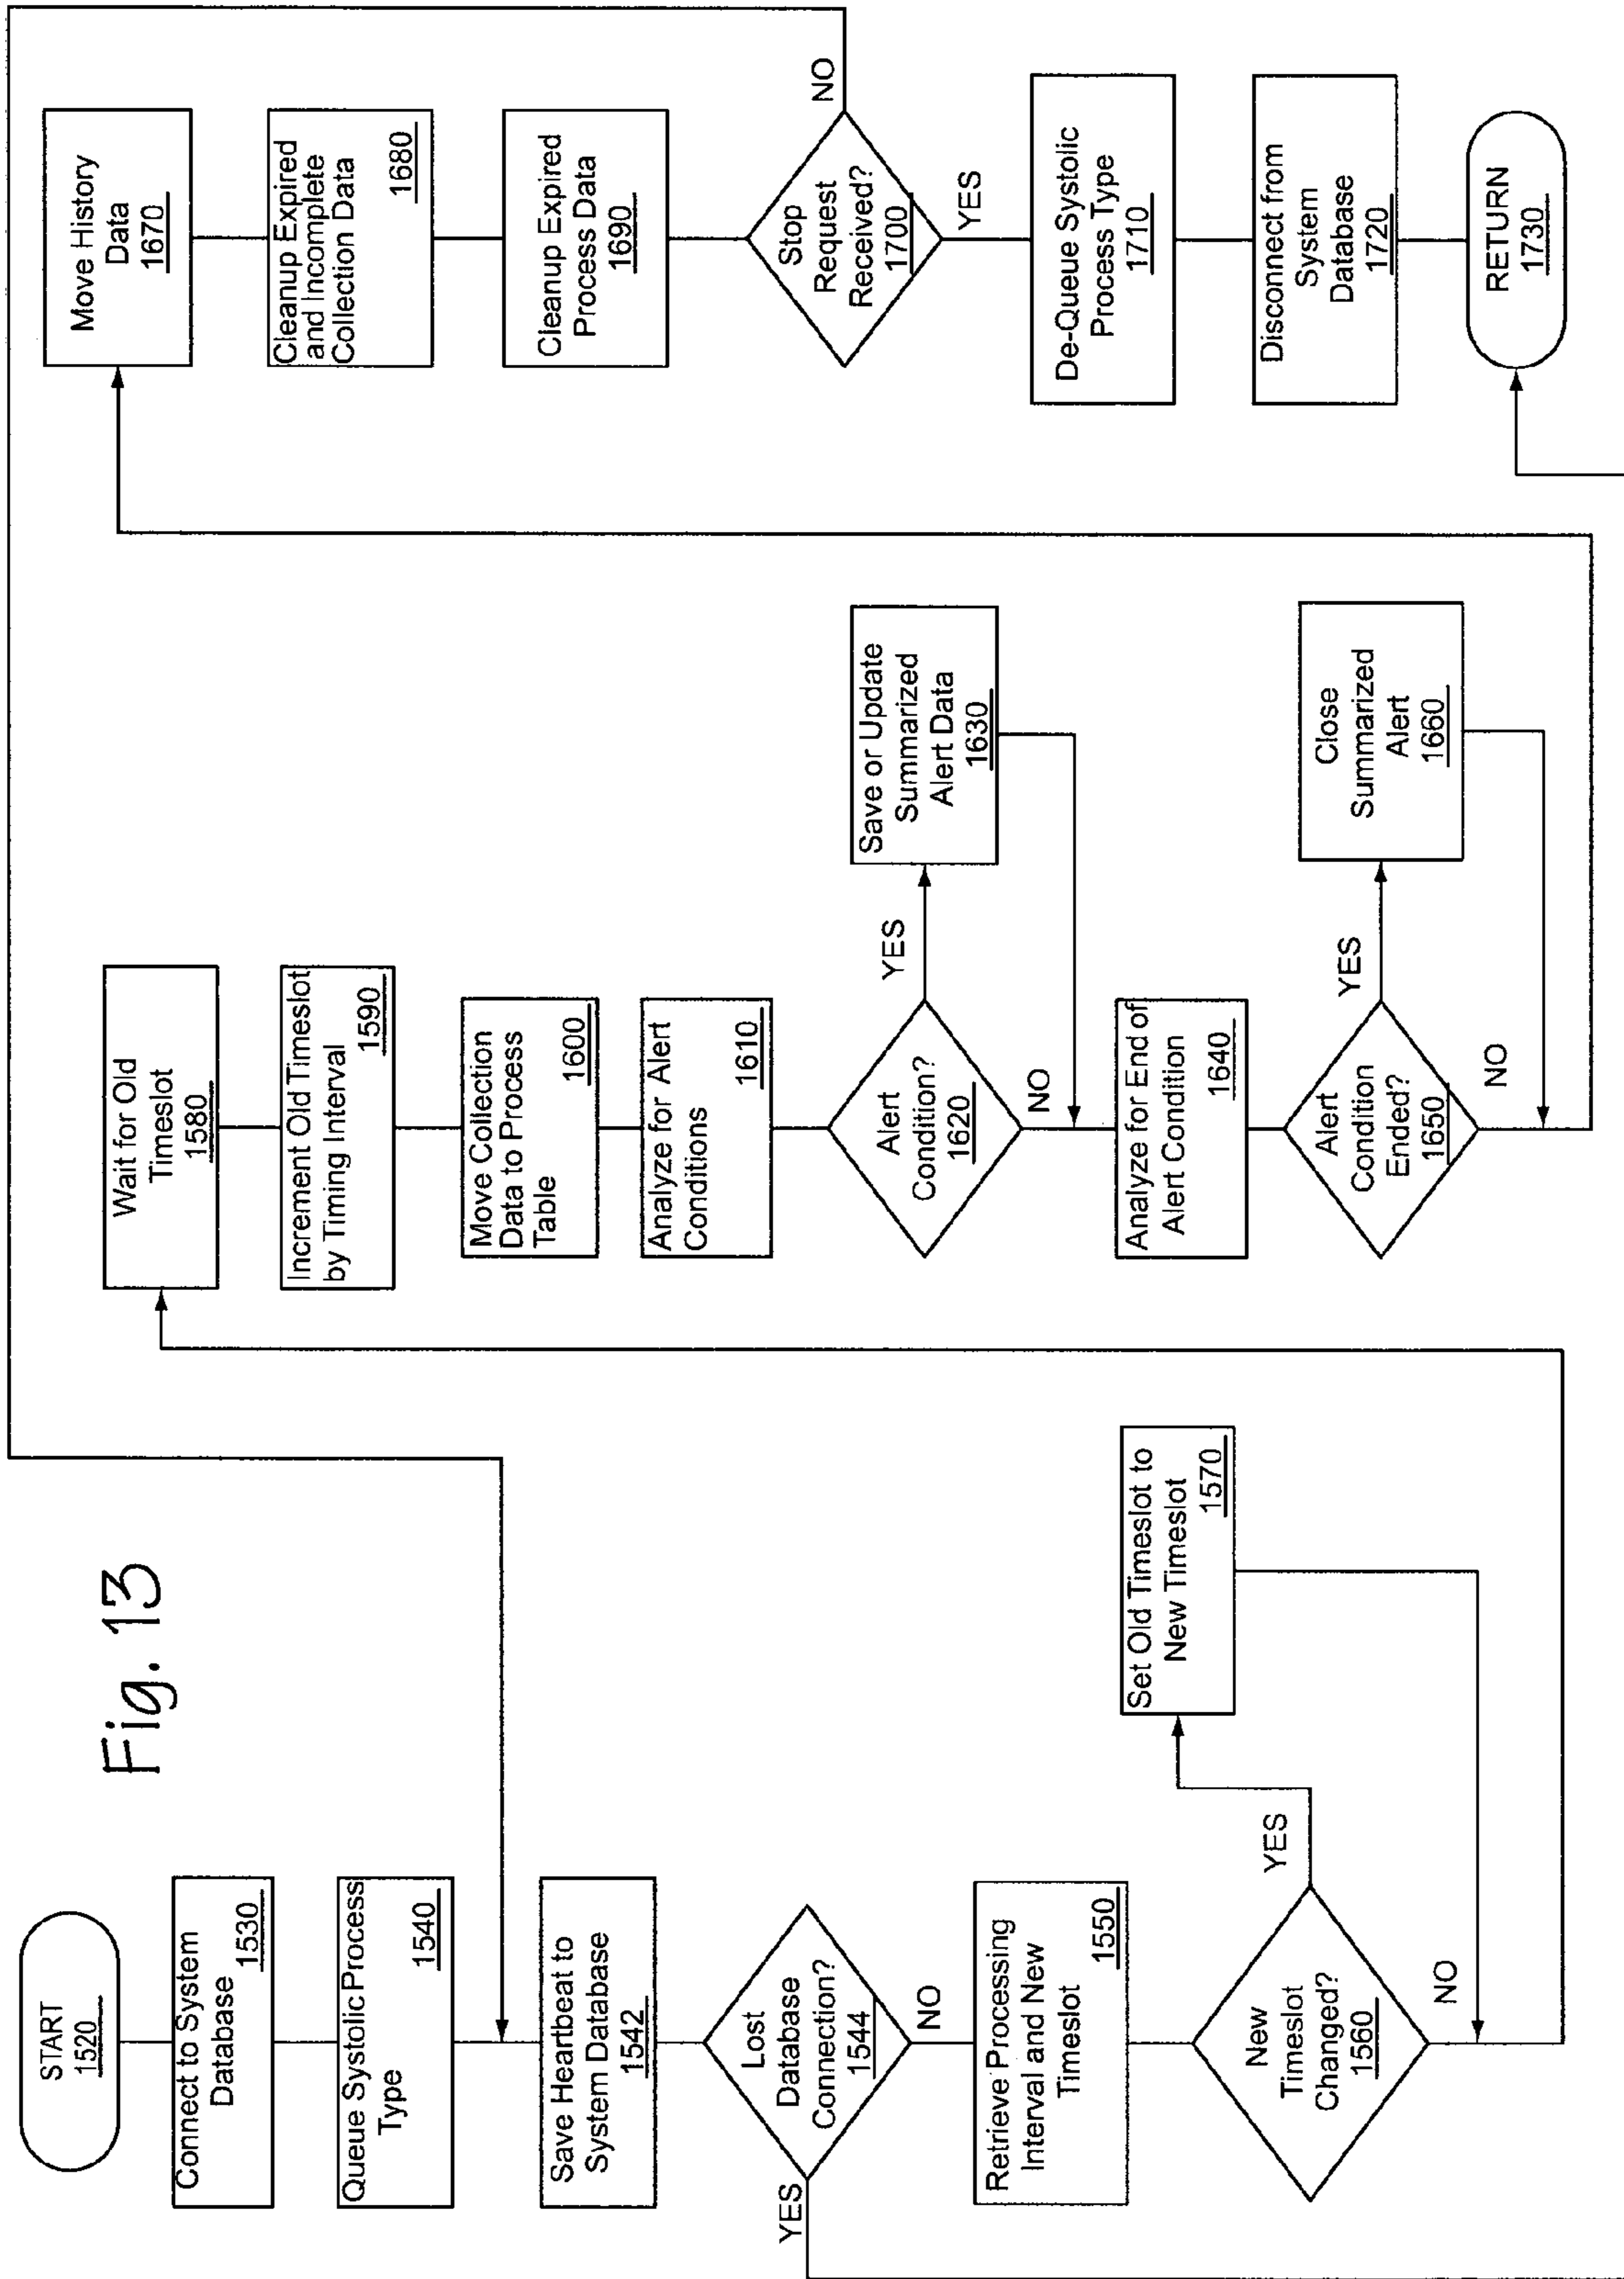 Fig. 13
START
1520
Connect to System
Database
1530
Queue Systolic Process
Type
1540
Save Heartbeat to
System Database
1542
Lost
Database
Connection?
1544
YES
NO
Retrieve Processing
Interval and New
Timeslot
1550
New
Timeslot
Changed?
1560
YES
NO
Set Old Timeslot to
New Timeslot
1570
Wait for Old
Timeslot
1580
Increment Old Timeslot
by Timing Interval
1590
Move Collection
Data to Process
Table
1600
Analyze for Alert
Conditions
1610
Alert
Condition?
1620
YES
NO
Save or Update
Summarized
Alert Data
1630
Analyze for End of
Alert Condition
1640
Alert
Condition
Ended?
1650
YES
NO
Close
Summarized
Alert
1660
Move History
Data
1670
Cleanup Expired
and Incomplete
Collection Data
1680
Cleanup Expired
Process Data
1690
Stop
Request
Received?
1700
NO
YES
De-Queue Systolic
Process Type
1710
Disconnect from
System
Database
1720
RETURN
1730